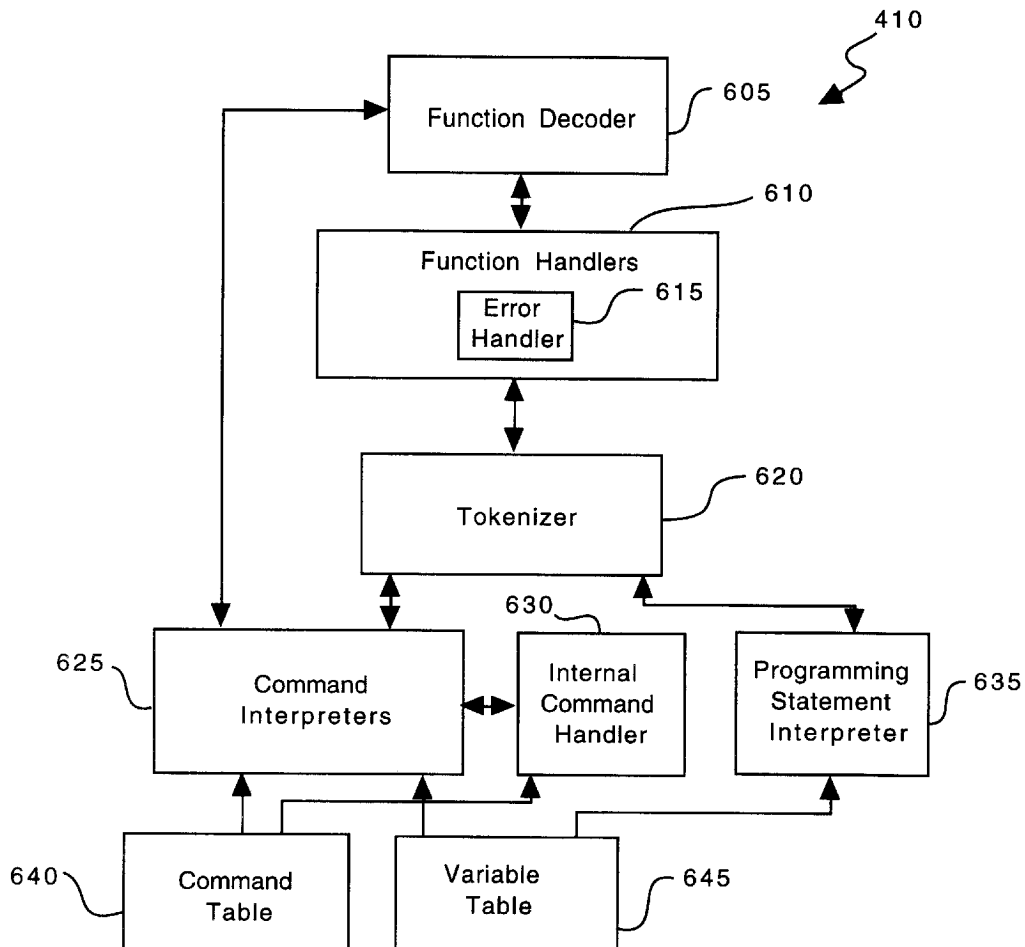 410
Function Decoder
605
610
Function Handlers
615
Error
Handler
620
Tokenizer
630
625
Command
Interpreters
Internal
Command
Handler
Programming
Statement
Interpreter
635
640
Command
Table
Variable
Table
645